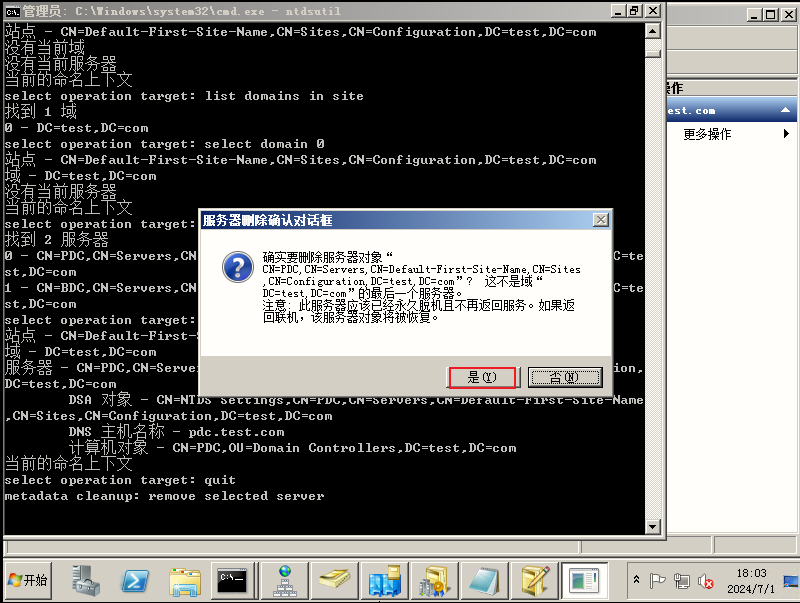 管理员: C:\Windows\system32\cmd.exe - ntdsutil
站点 - CN=Default-First-Site-Name,CN=Sites,CN=Configuration,DC=test,DC=com
没有当前域
没有当前服务器
当前的命名上下文
select operation target: list domains in site
找到 1 域
0 - DC=test,DC=com
select operation target: select domain 0
站点 - CN=Default-First-Site-Name,CN=Sites,CN=Configuration,DC=test,DC=com
域 - DC=test,DC=com
没有当前服务器
当前的命名上下文
select operation target:
找到 2 服务器
0 - CN=PDC,CN=Servers,CN
C=te
st,DC=com
1 - CN=BDC,CN=Servers,CN
C=te
st,DC=com
select operation target:
站点 - CN=Default-First-
域 - DC=test,DC=com
服务器 - CN=PDC,CN=Serve
on,
DC=test,DC=com
DSA 对象 - CN=NTDS Settings,CN=PDC,CN=Servers,CN=Default-First-Site-Name
,CN=Sites,CN=Configuration,DC=test,DC=com
DNS 主机名称 - pdc.test.com
计算机对象 - CN=PDC,OU=Domain Controllers,DC=test,DC=com
当前的命名上下文
select operation target: quit
metadata cleanup: remove selected server
服务器删除确认对话框
确实要删除服务器对象“
CN=PDC,CN=Servers,CN=Default-First-Site-Name,CN=Sites
,CN=Configuration,DC=test,DC=com”? 这不是域“
DC=test,DC=com”的最后一个服务器。
注意: 此服务器应该已经永久脱机且不再返回服务。如果返
回联机，该服务器对象将被恢复。
是(Y)
否(N)
操作
est.com
更多操作
开始
C:\_
18:03
2024/7/1